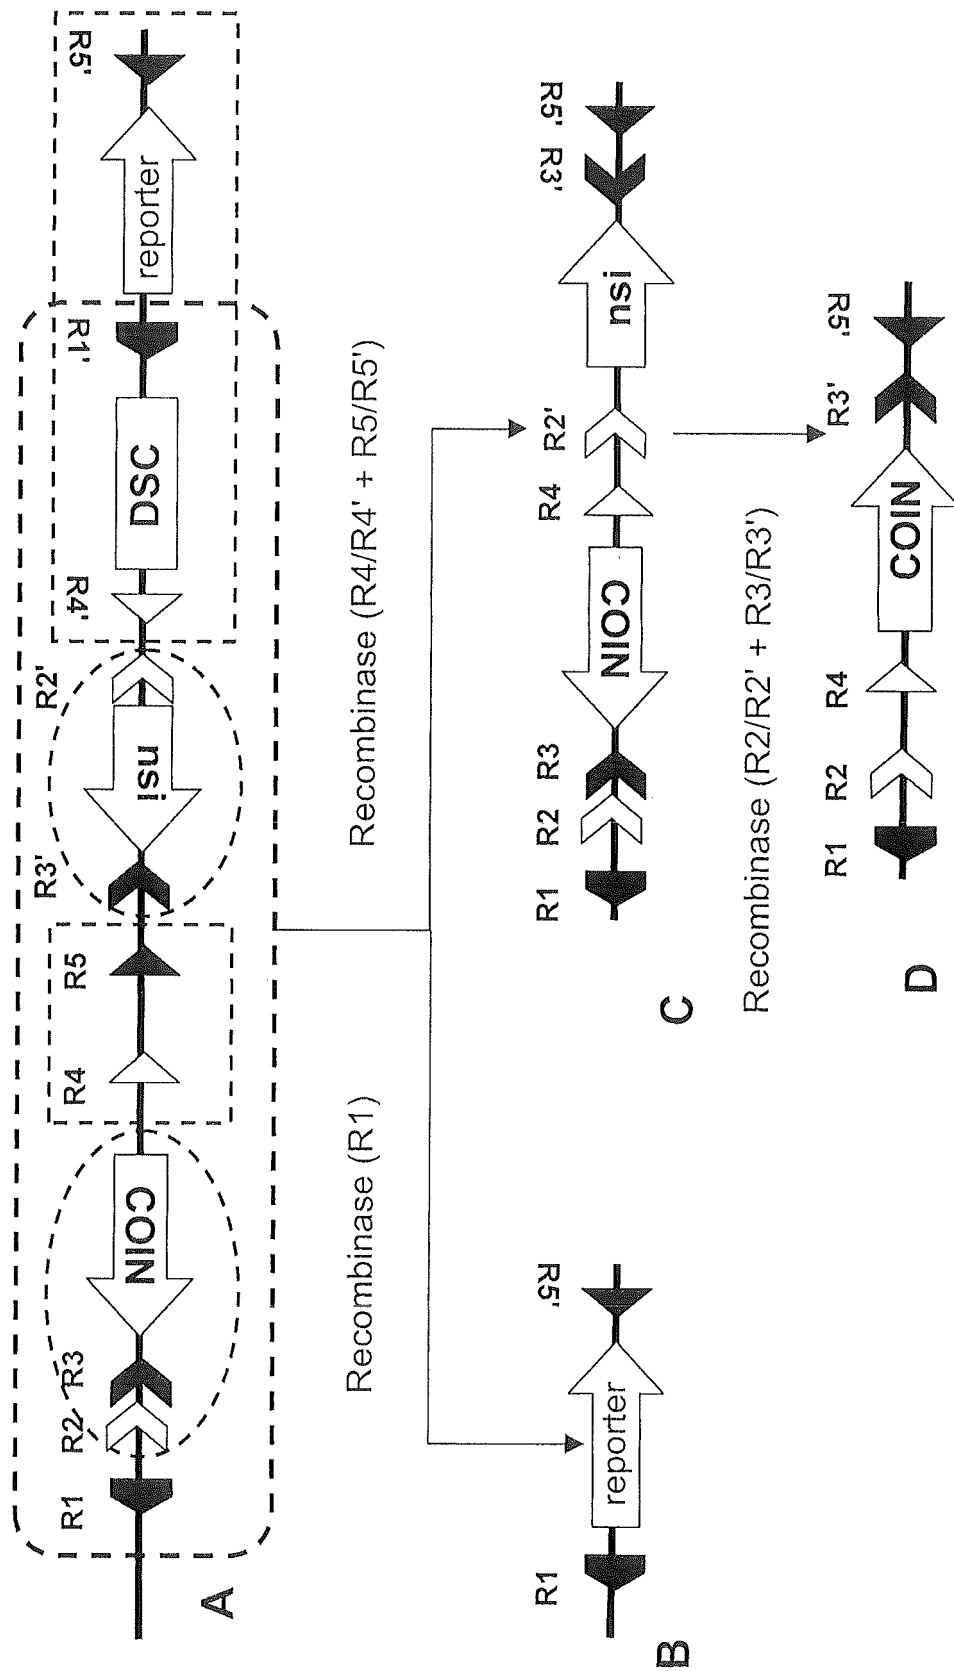 A
R1
R2
R3
COIN
R4
R5
R3'
nsi
R2'
R4'
DSC
R1'
reporter
R5'
Recombinase (R1)
Recombinase (R4/R4' + R5/R5')
B
R1
reporter
R5'
C
R1
R2
R3
COIN
R4
R2'
nsi
R3'
R5'
Recombinase (R2/R2' + R3/R3')
D
R1
R2
R4
COIN
R3'
R5'